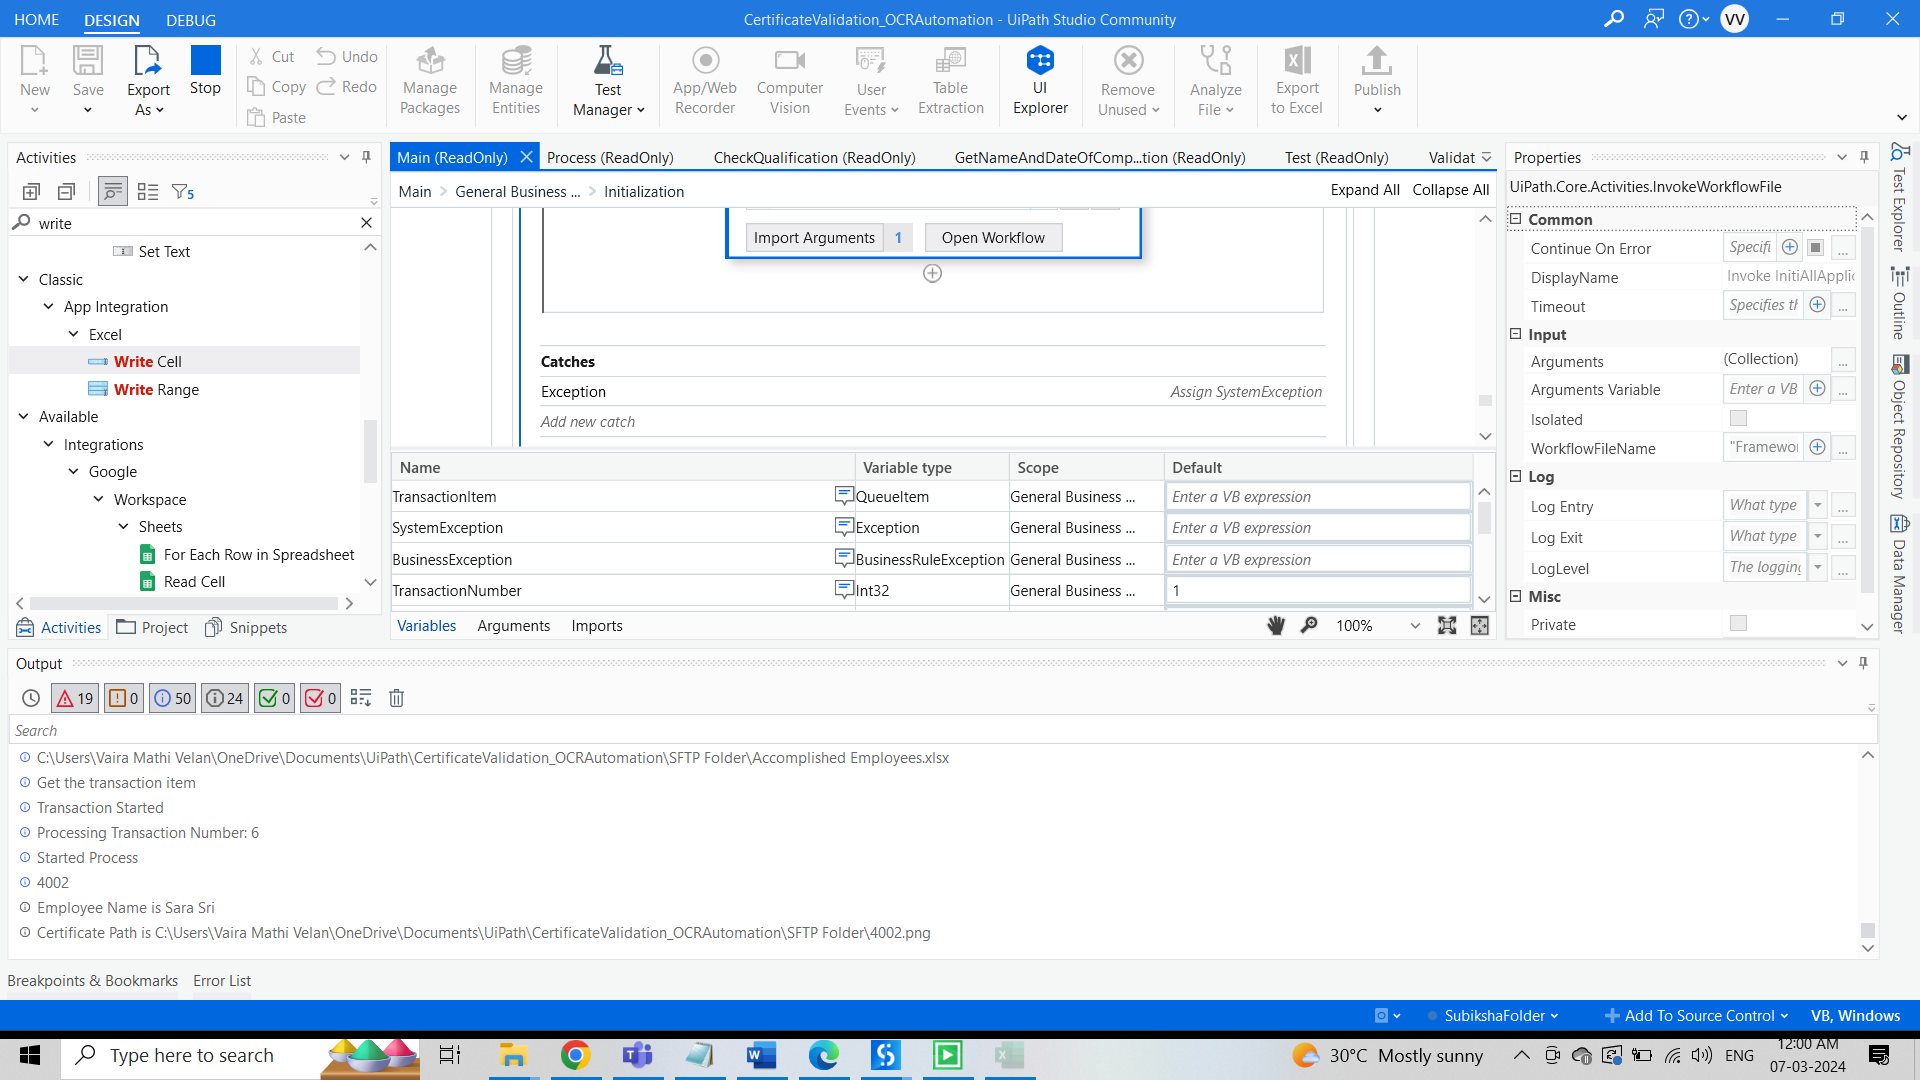 HOME DESIGN DEBUG
CertificateValidation_OCRAutomation - UiPath Studio Community
VV
New
Save
Export As
Stop
Cut
Copy
Paste
Undo
Redo
Manage Packages
Manage Entities
Test Manager
App/Web Recorder
Computer Vision
User Events
Table Extraction
UI Explorer
Remove Unused
Analyze File
Export to Excel
Publish
Activities
5
write
Set Text
Classic
App Integration
Excel
Write Cell
Write Range
Available
Integrations
Google
Workspace
Sheets
For Each Row in Spreadsheet
Read Cell
Activities Project Snippets
Main (ReadOnly) Process (ReadOnly) CheckQualification (ReadOnly) GetNameAndDateOfComp...tion (ReadOnly) Test (ReadOnly) Validat
Main > General Business ... > Initialization
Expand All Collapse All
Import Arguments 1 Open Workflow
Catches
Exception Assign SystemException
Add new catch
Name Variable type Scope Default
TransactionItem QueueItem General Business ... Enter a VB expression
SystemException Exception General Business ... Enter a VB expression
BusinessException BusinessRuleException General Business ... Enter a VB expression
TransactionNumber Int32 General Business ... 1
Variables Arguments Imports
100%
Properties
UiPath.Core.Activities.InvokeWorkflowFile
Common
Continue On Error Specifi ...
DisplayName Invoke InitiAllApplic
Timeout Specifies th ...
Input
Arguments (Collection) ...
Arguments Variable Enter a VB ...
Isolated
WorkflowFileName "Framewor ...
Log
Log Entry What type ...
Log Exit What type ...
LogLevel The logging ...
Misc
Private
Test Explorer
Outline
Object Repository
Data Manager
Output
19 0 50 24 0 0
Search
C:\Users\Vaira Mathi Velan\OneDrive\Documents\UiPath\CertificateValidation_OCRAutomation\SFTP Folder\Accomplished Employees.xlsx
Get the transaction item
Transaction Started
Processing Transaction Number: 6
Started Process
4002
Employee Name is Sara Sri
Certificate Path is C:\Users\Vaira Mathi Velan\OneDrive\Documents\UiPath\CertificateValidation_OCRAutomation\SFTP Folder\4002.png
Breakpoints & Bookmarks Error List
SubikshaFolder Add To Source Control VB, Windows
Type here to search
30°C Mostly sunny
ENG
12:00 AM
07-03-2024